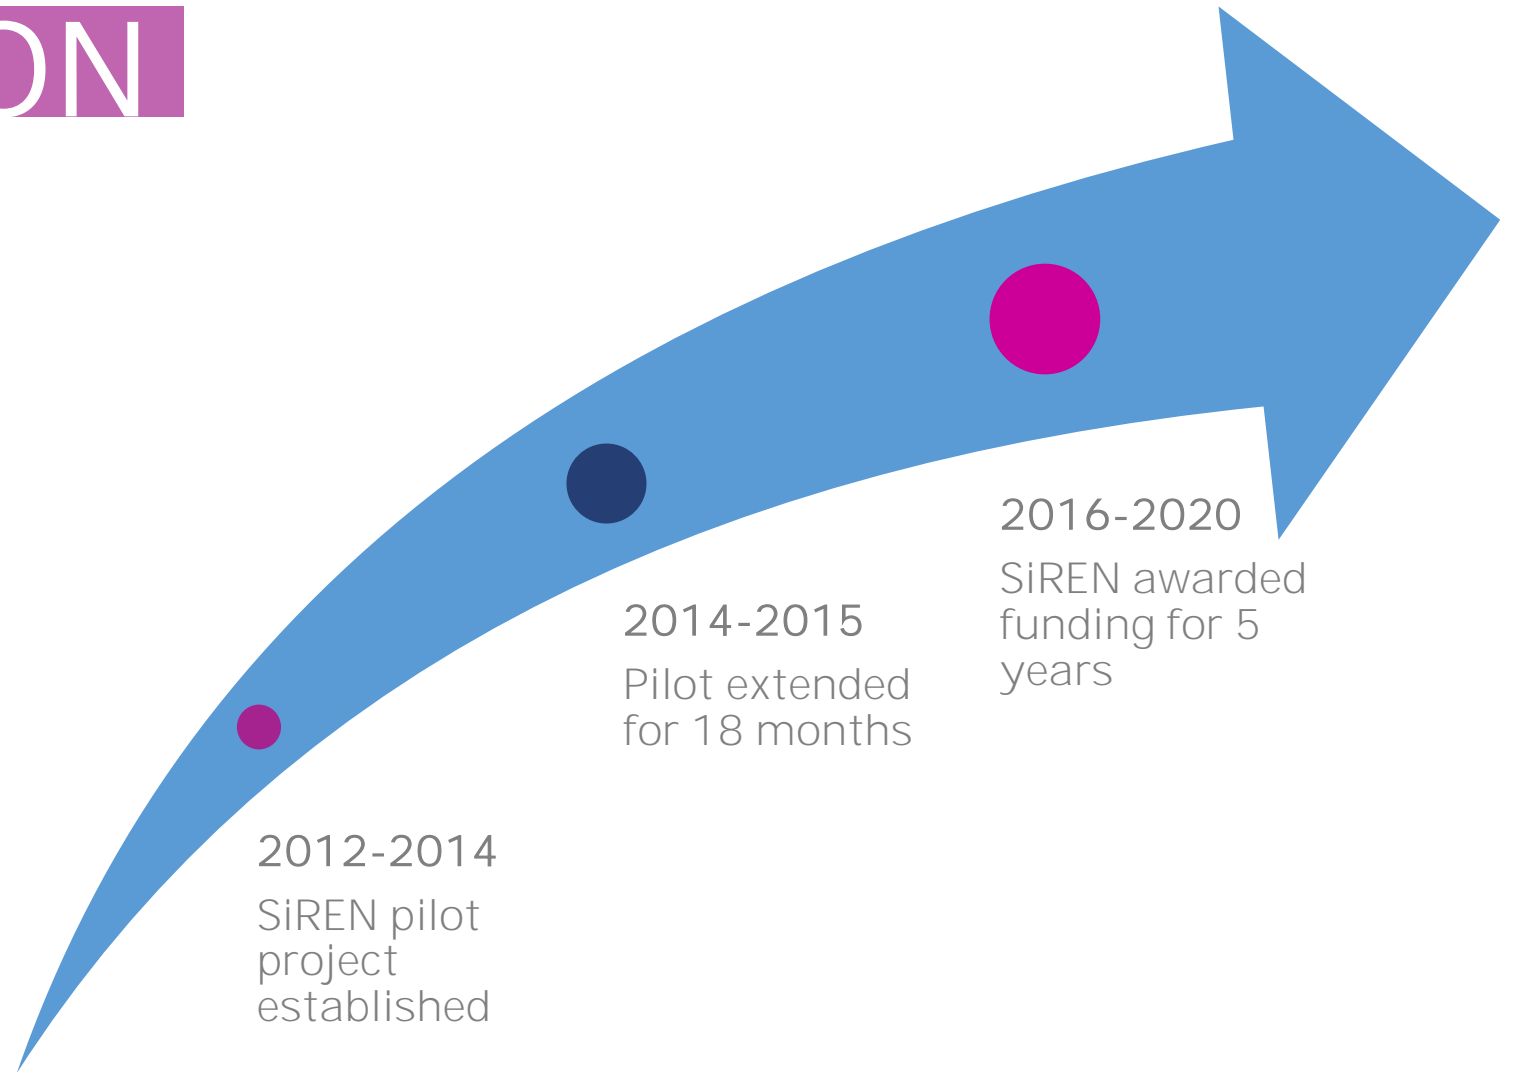 ON
2012-2014
SiREN pilot
project
established
2014-2015
Pilot extended
for 18 months
2016-2020
SiREN awarded
funding for 5
years